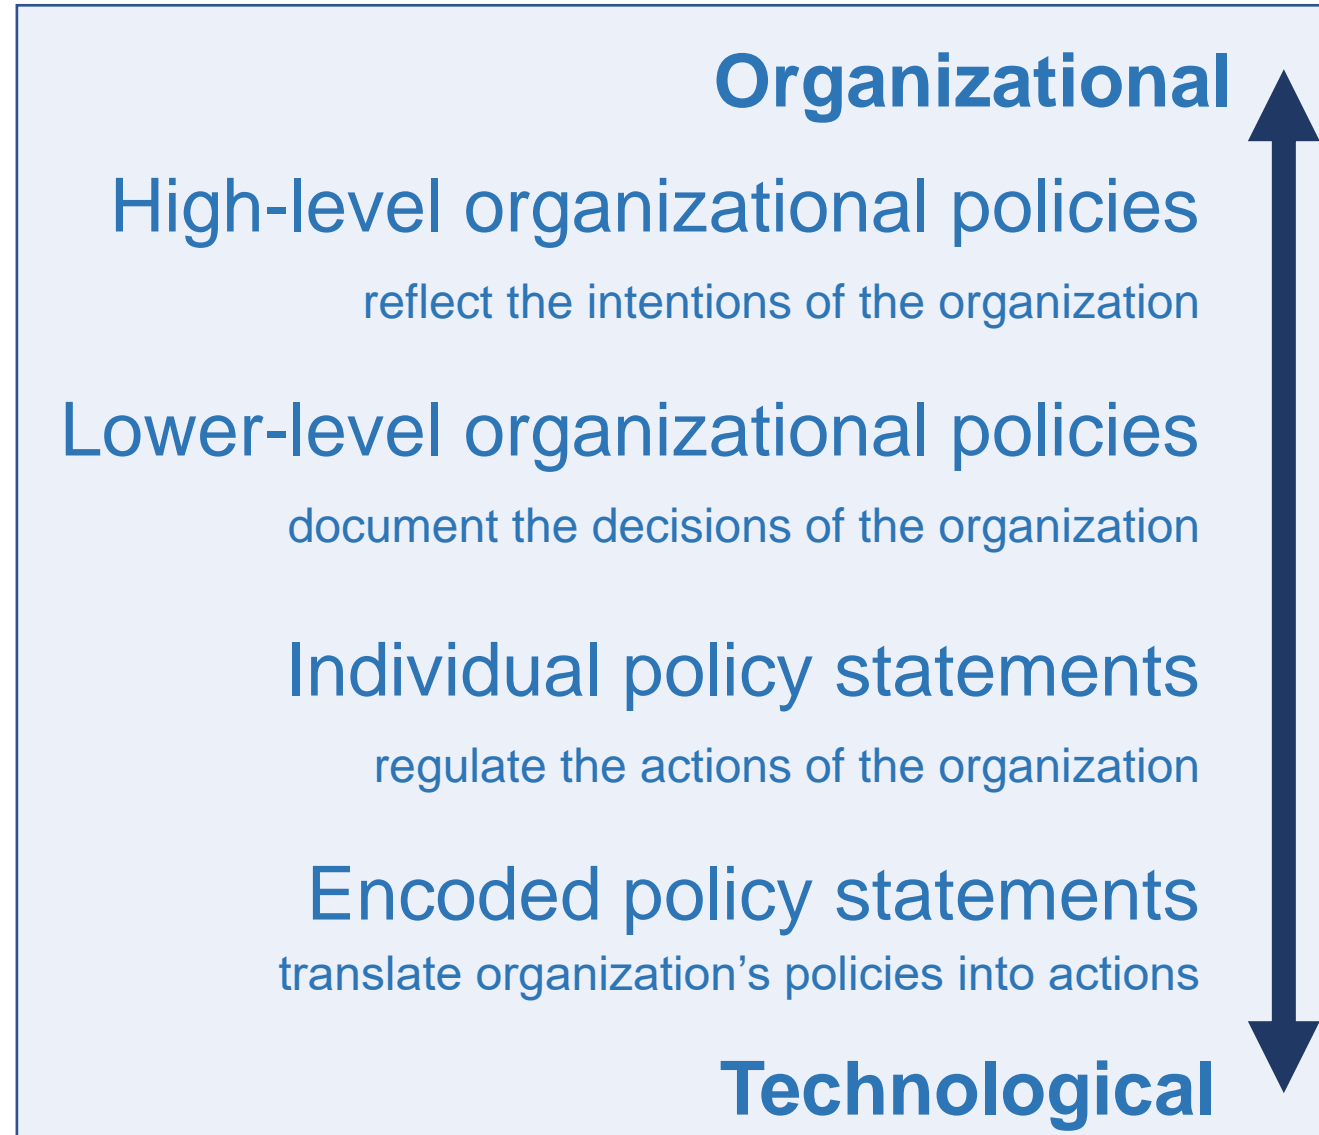 Organizational
High-level organizational policies
reflect the intentions of the organization
Lower-level organizational policies
document the decisions of the organization
Individual policy statements
regulate the actions of the organization
Encoded policy statements
translate organization’s policies into actions
Technological